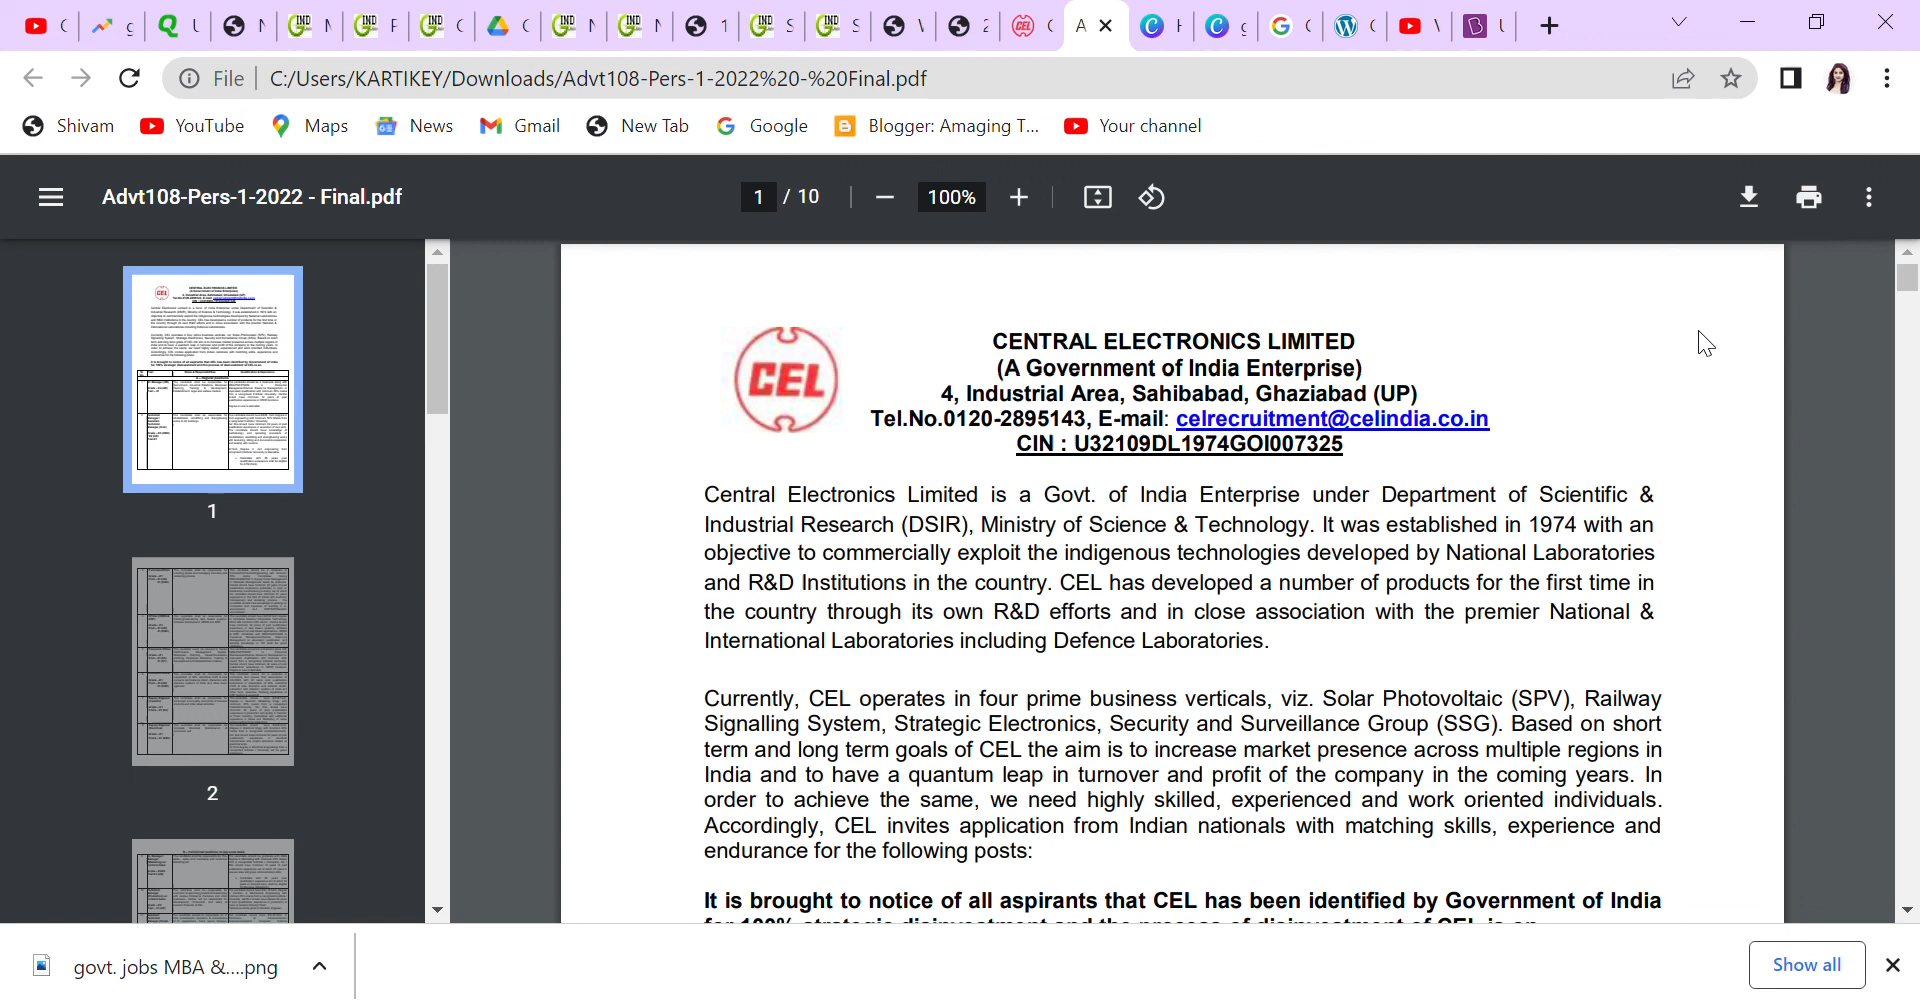 File C:/Users/KARTIKEY/Downloads/Advt108-Pers-1-2022%20-%20Final.pdf
Shivam YouTube Maps News Gmail New Tab Google Blogger: Amaging T... Your channel
Advt108-Pers-1-2022 - Final.pdf 1 / 10 100%
CEL
CENTRAL ELECTRONICS LIMITED
(A Government of India Enterprise)
4, Industrial Area, Sahibabad, Ghaziabad (UP)
Tel.No.0120-2895143, E-mail: celrecruitment@celindia.co.in
CIN : U32109DL1974GOI007325
Central Electronics Limited is a Govt. of India Enterprise under Department of Scientific &
Industrial Research (DSIR), Ministry of Science & Technology. It was established in 1974 with an
objective to commercially exploit the indigenous technologies developed by National Laboratories
and R&D Institutions in the country. CEL has developed a number of products for the first time in
the country through its own R&D efforts and in close association with the premier National &
International Laboratories including Defence Laboratories.
Currently, CEL operates in four prime business verticals, viz. Solar Photovoltaic (SPV), Railway
Signalling System, Strategic Electronics, Security and Surveillance Group (SSG). Based on short
term and long term goals of CEL the aim is to increase market presence across multiple regions in
India and to have a quantum leap in turnover and profit of the company in the coming years. In
order to achieve the same, we need highly skilled, experienced and work oriented individuals.
Accordingly, CEL invites application from Indian nationals with matching skills, experience and
endurance for the following posts:
It is brought to notice of all aspirants that CEL has been identified by Government of India
for 100% strategic disinvestment and the process of disinvestment of CEL is on
1
2
govt. jobs MBA &....png
Show all